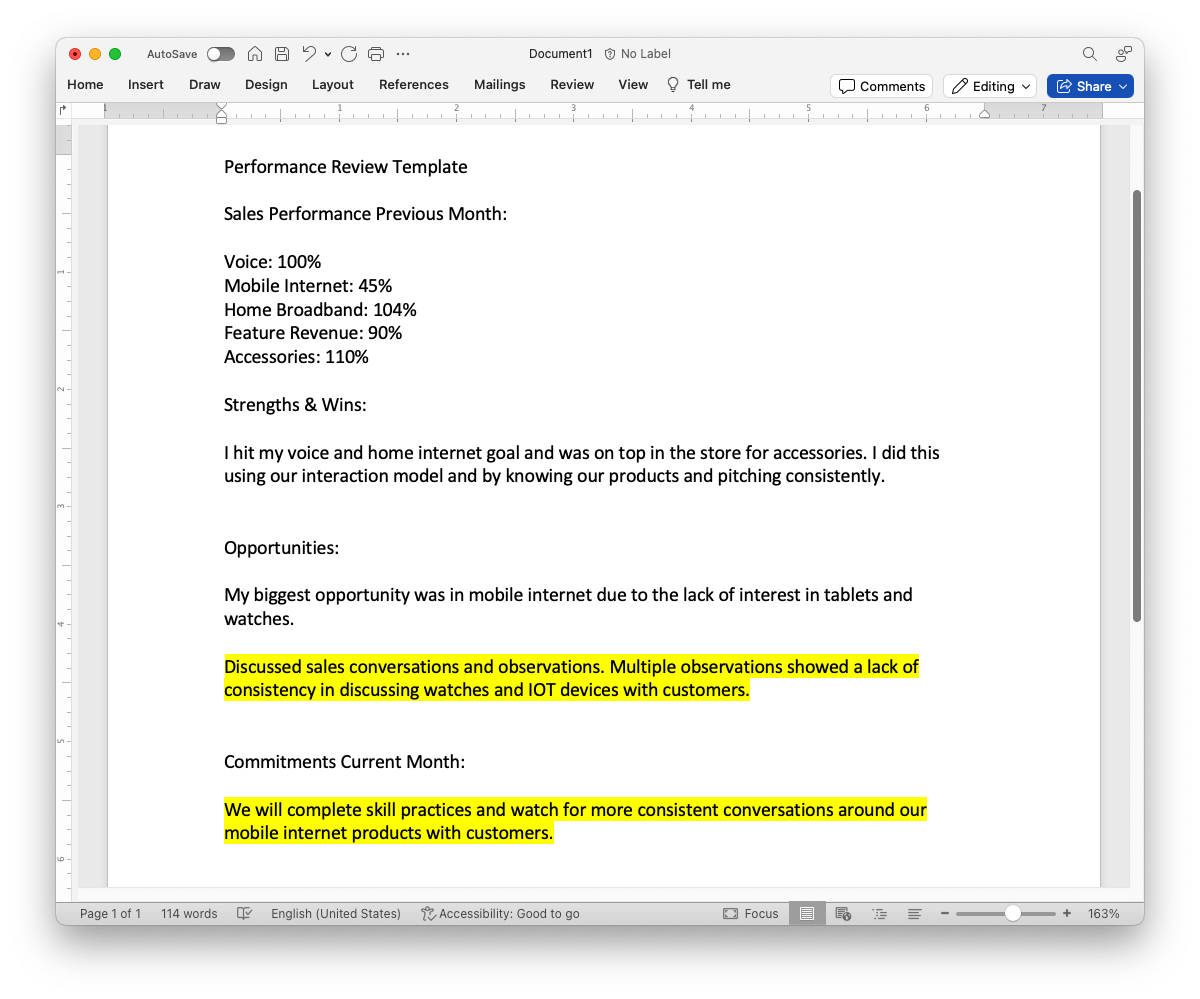 AutoSave Document1 No Label
Home Insert Draw Design Layout References Mailings Review View Tell me Comments Editing Share
1 1 2 3 4 5 6 7
Performance Review Template
Sales Performance Previous Month:
Voice: 100%
1
Mobile Internet: 45%
Home Broadband: 104%
Feature Revenue: 90%
Accessories: 110%
2
Strengths & Wins:
I hit my voice and home internet goal and was on top in the store for accessories. I did this
using our interaction model and by knowing our products and pitching consistently.
3
Opportunities:
My biggest opportunity was in mobile internet due to the lack of interest in tablets and
watches.
4
Discussed sales conversations and observations. Multiple observations showed a lack of
consistency in discussing watches and IOT devices with customers.
5
Commitments Current Month:
We will complete skill practices and watch for more consistent conversations around our
mobile internet products with customers.
6
Page 1 of 1 114 words English (United States) Accessibility: Good to go Focus 163%